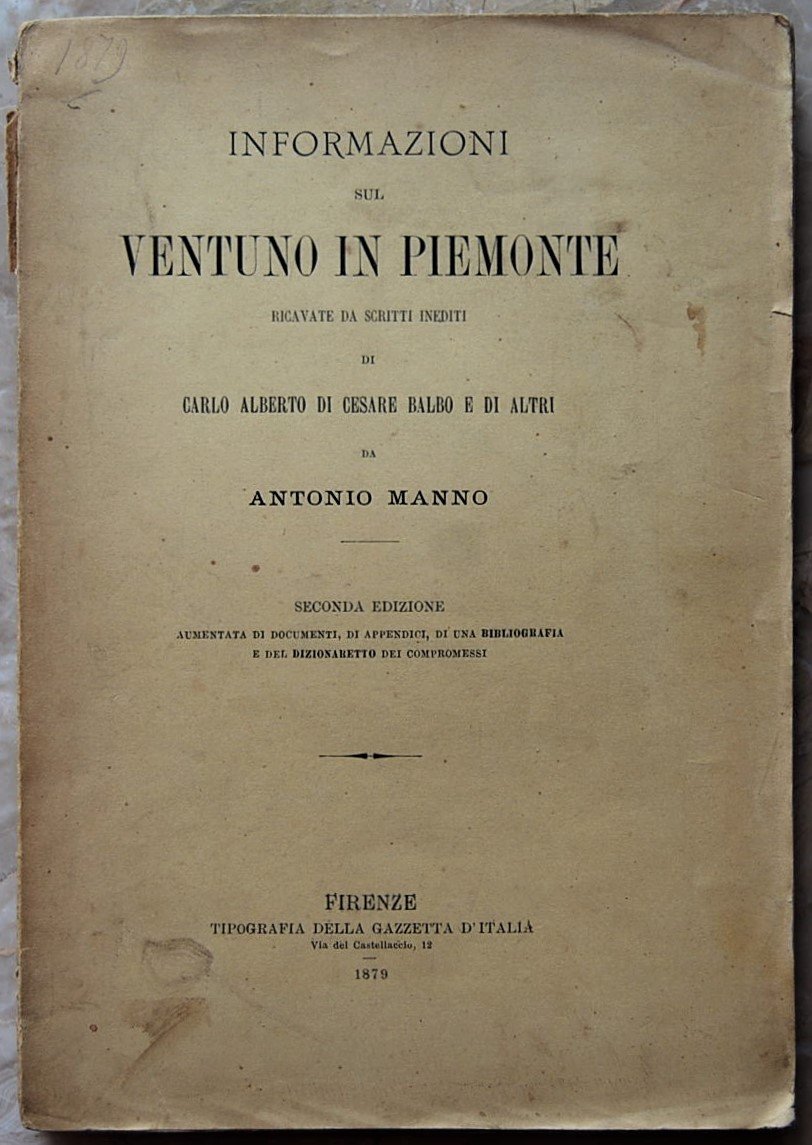 1879
INFORMAZIONI
SUL
VENTUNO IN PIEMONTE
RICAVATE DA SCRITTI INEDITI
DI
CARLO ALBERTO DI CESARE BALBO E DI ALTRI
DA
ANTONIO MANNO
SECONDA EDIZIONE
AUMENTATA DI DOCUMENTI, DI APPENDICI, DI UNA BIBLIOGRAFIA
E DEL DIZIONARETTO DEI COMPROMESSI
FIRENZE
TIPOGRAFIA DELLA GAZZETTA D'ITALIA
Via del Castellaccio, 12
1879